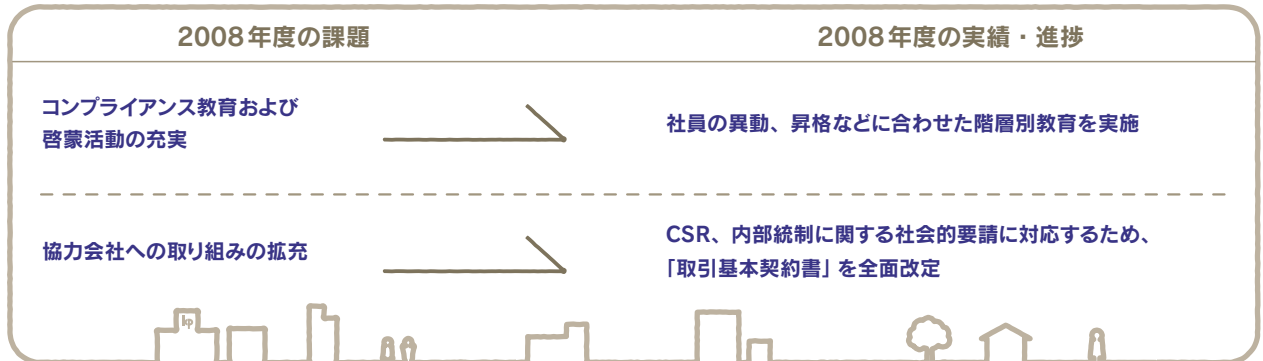 2008年度の課題
2008年度の実績・進捗
コンプライアンス教育および
啓蒙活動の充実
社員の異動、昇格などに合わせた階層別教育を実施
協力会社への取り組みの拡充
CSR、内部統制に関する社会的要請に対応するため、
「取引基本契約書」を全面改定